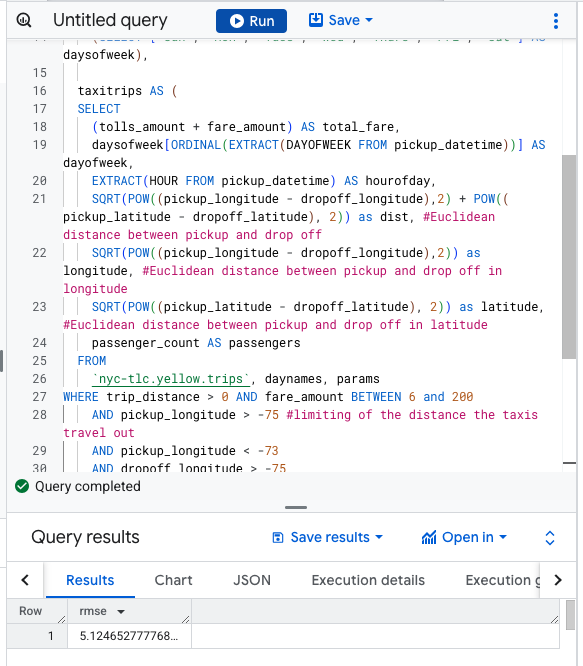 Untitled query
Run
Save
daysofweek),
15
16 taxitrips AS (
17 SELECT
18 (tolls_amount + fare_amount) AS total_fare,
19 daysofweek[ORDINAL(EXTRACT(DAYOFWEEK FROM pickup_datetime))] AS
dayofweek,
20 EXTRACT(HOUR FROM pickup_datetime) AS hourofday,
21 SQRT(POW((pickup_longitude - dropoff_longitude),2) + POW((
pickup_latitude - dropoff_latitude), 2)) as dist, #Euclidean
distance between pickup and drop off
22 SQRT(POW((pickup_longitude - dropoff_longitude),2)) as
longitude, #Euclidean distance between pickup and drop off in
longitude
23 SQRT(POW((pickup_latitude - dropoff_latitude), 2)) as latitude,
#Euclidean distance between pickup and drop off in latitude
24 passenger_count AS passengers
25 FROM
26 `nyc-tlc.yellow.trips`, daynames, params
27 WHERE trip_distance > 0 AND fare_amount BETWEEN 6 and 200
28 AND pickup_longitude > -75 #limiting of the distance the taxis
travel out
29 AND pickup_longitude < -73
30 AND dropoff_longitude > -75
Query completed
Query results
Save results
Open in
Results Chart JSON Execution details Execution g
Row rmse
1 5.124652777768...